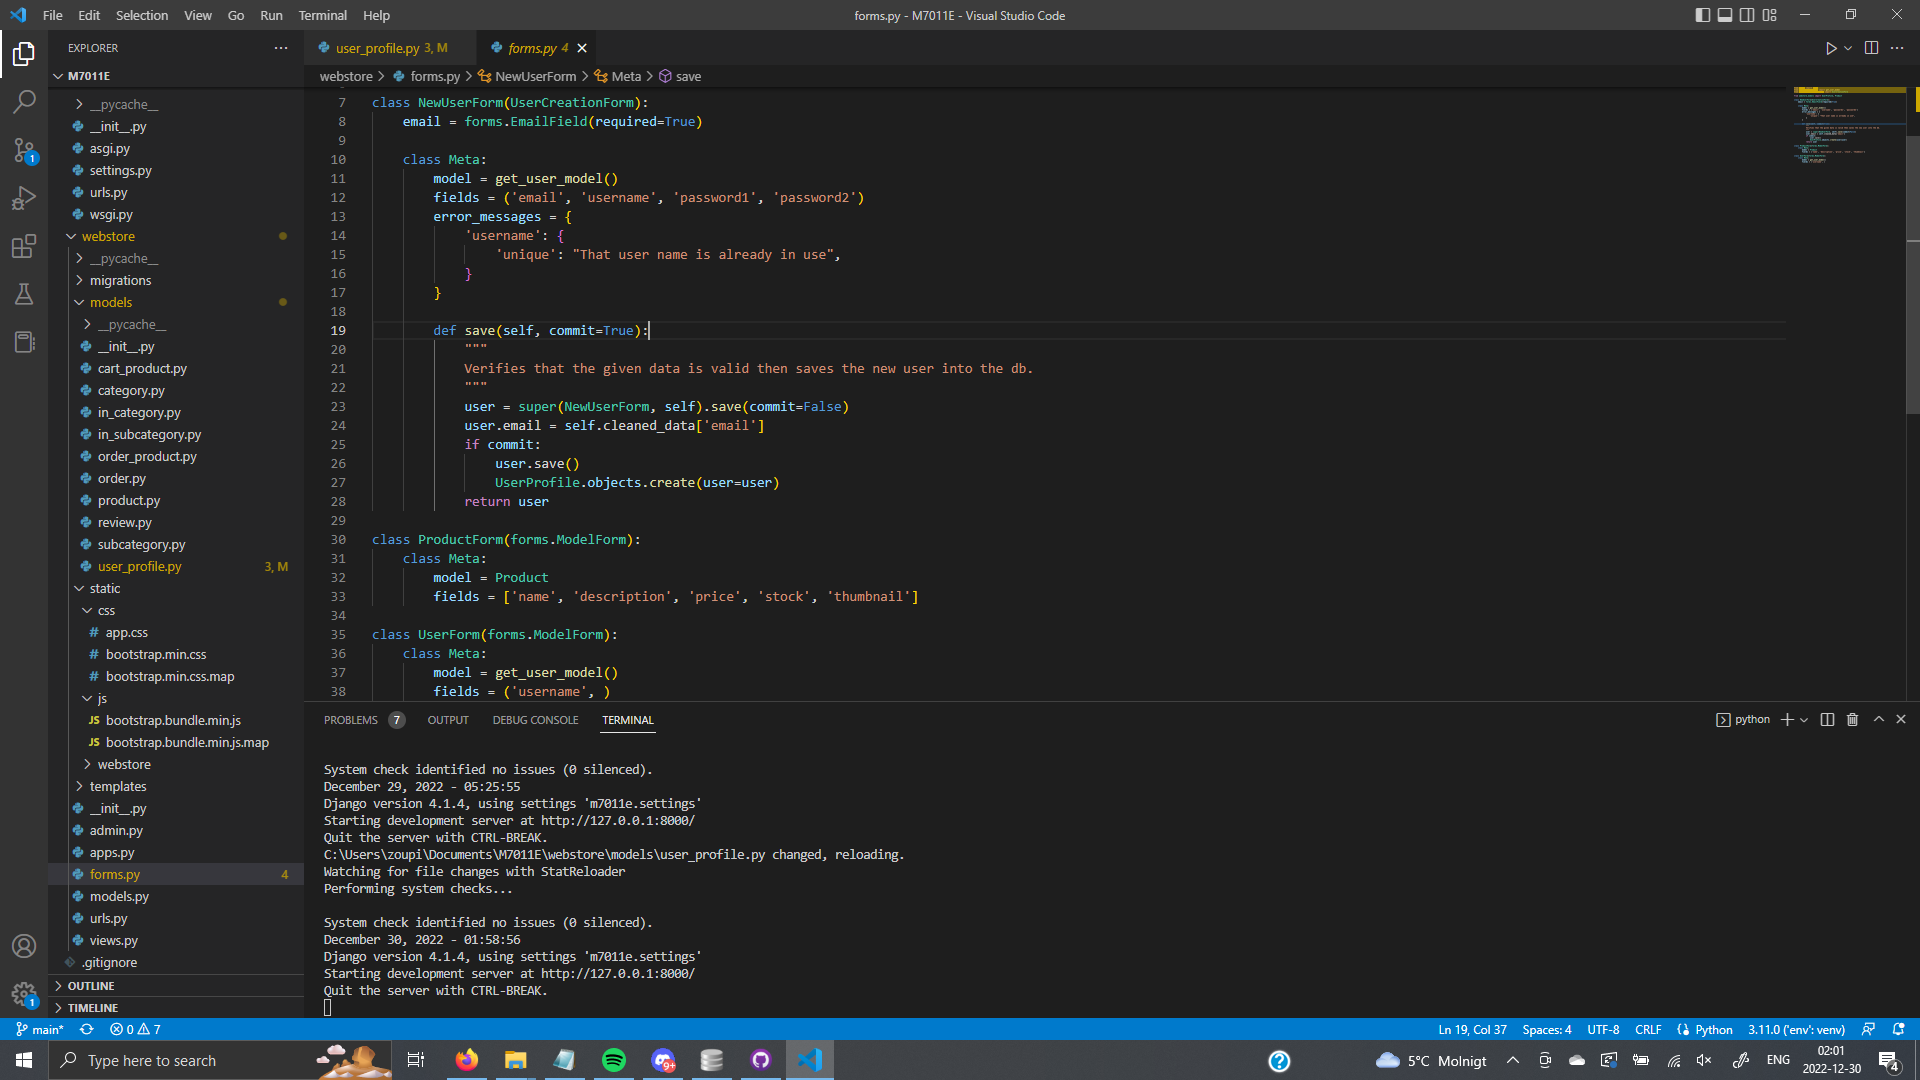 File Edit Selection View Go Run Terminal Help
forms.py - M7011E - Visual Studio Code
EXPLORER
M7011E
__pycache__
__init__.py
asgi.py
settings.py
urls.py
wsgi.py
webstore
__pycache__
migrations
models
__pycache__
__init__.py
cart_product.py
category.py
in_category.py
in_subcategory.py
order_product.py
order.py
product.py
review.py
subcategory.py
user_profile.py 3, M
static
css
# app.css
# bootstrap.min.css
# bootstrap.min.css.map
js
JS bootstrap.bundle.min.js
JS bootstrap.bundle.min.js.map
webstore
templates
__init__.py
admin.py
apps.py
forms.py 4
models.py
urls.py
views.py
.gitignore
OUTLINE
TIMELINE
user_profile.py 3, M
forms.py 4
webstore > forms.py > NewUserForm > Meta > save
7 class NewUserForm(UserCreationForm):
8 email = forms.EmailField(required=True)
9
10 class Meta:
11 model = get_user_model()
12 fields = ('email', 'username', 'password1', 'password2')
13 error_messages = {
14 'username': {
15 'unique': "That user name is already in use",
16 }
17 }
18
19 def save(self, commit=True):
20 """
21 Verifies that the given data is valid then saves the new user into the db.
22 """
23 user = super(NewUserForm, self).save(commit=False)
24 user.email = self.cleaned_data['email']
25 if commit:
26 user.save()
27 UserProfile.objects.create(user=user)
28 return user
29
30 class ProductForm(forms.ModelForm):
31 class Meta:
32 model = Product
33 fields = ['name', 'description', 'price', 'stock', 'thumbnail']
34
35 class UserForm(forms.ModelForm):
36 class Meta:
37 model = get_user_model()
38 fields = ('username', )
PROBLEMS 7 OUTPUT DEBUG CONSOLE TERMINAL
python
System check identified no issues (0 silenced).
December 29, 2022 - 05:25:55
Django version 4.1.4, using settings 'm7011e.settings'
Starting development server at http://127.0.0.1:8000/
Quit the server with CTRL-BREAK.
C:\Users\zoupi\Documents\M7011E\webstore\models\user_profile.py changed, reloading.
Watching for file changes with StatReloader
Performing system checks...
System check identified no issues (0 silenced).
December 30, 2022 - 01:58:56
Django version 4.1.4, using settings 'm7011e.settings'
Starting development server at http://127.0.0.1:8000/
Quit the server with CTRL-BREAK.
1
1
main* 0 7
Ln 19, Col 37 Spaces: 4 UTF-8 CRLF Python 3.11.0 ('env': venv)
Type here to search
9+
5°C Molnigt
ENG
02:01
2022-12-30
4